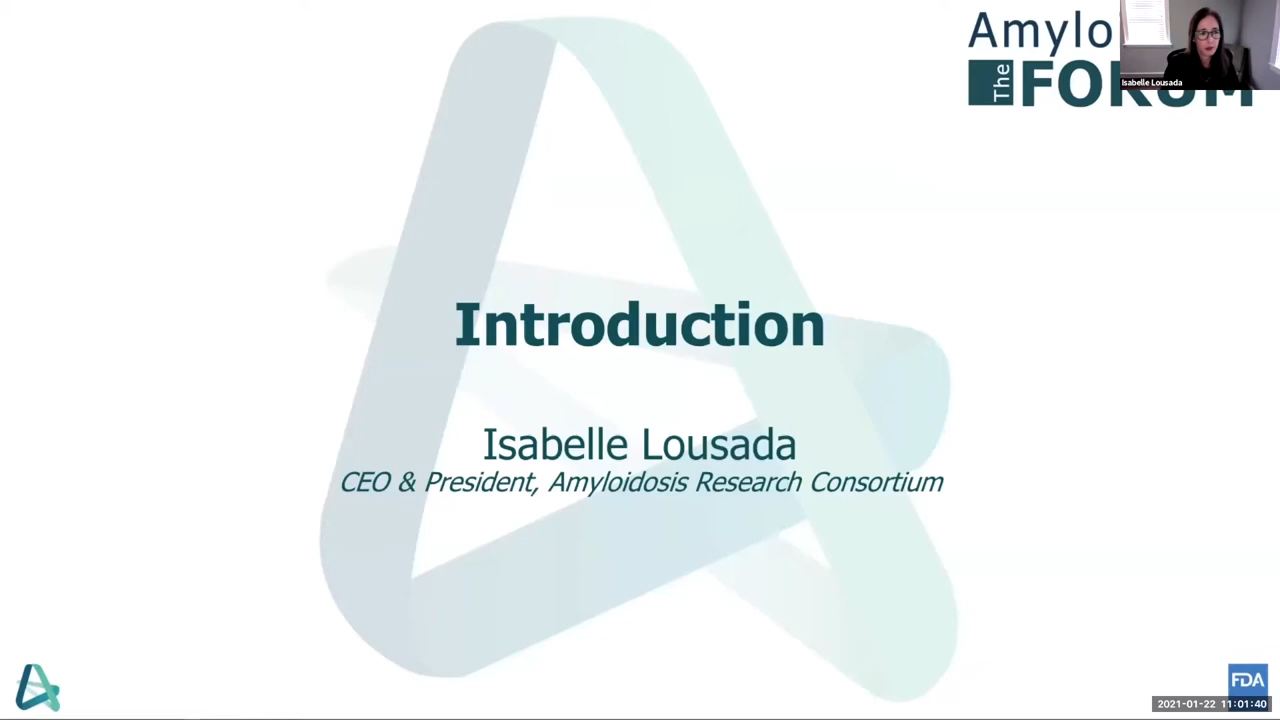 Amylo
The FORUM
Isabelle Lousada
Introduction
Isabelle Lousada
CEO & President, Amyloidosis Research Consortium
FDA
2021-01-22 11:01:40